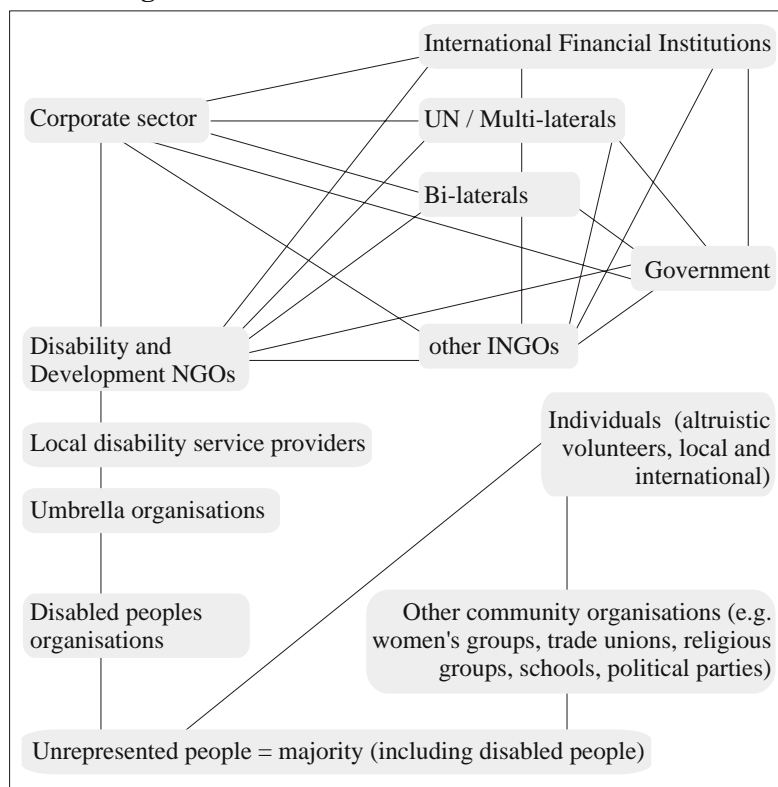 International Financial Institutions
Corporate sector
UN / Multi-laterals
Bi-laterals
Government
Disability and
Development NGOs
other INGOs
Individuals (altruistic
volunteers, local and
international)
Local disability service providers
Umbrella organisations
Disabled peoples
organisations
Other community organisations (e.g.
women's groups, trade unions, religious
groups, schools, political parties)
Unrepresented people = majority (including disabled people)